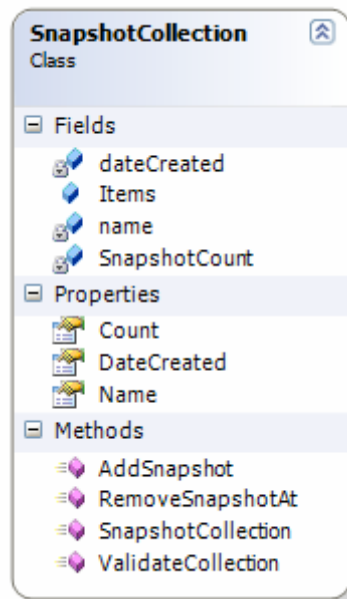 SnapshotCollection
Class
Fields
dateCreated
Items
name
SnapshotCount
Properties
Count
DateCreated
Name
Methods
AddSnapshot
RemoveSnapshotAt
SnapshotCollection
ValidateCollection